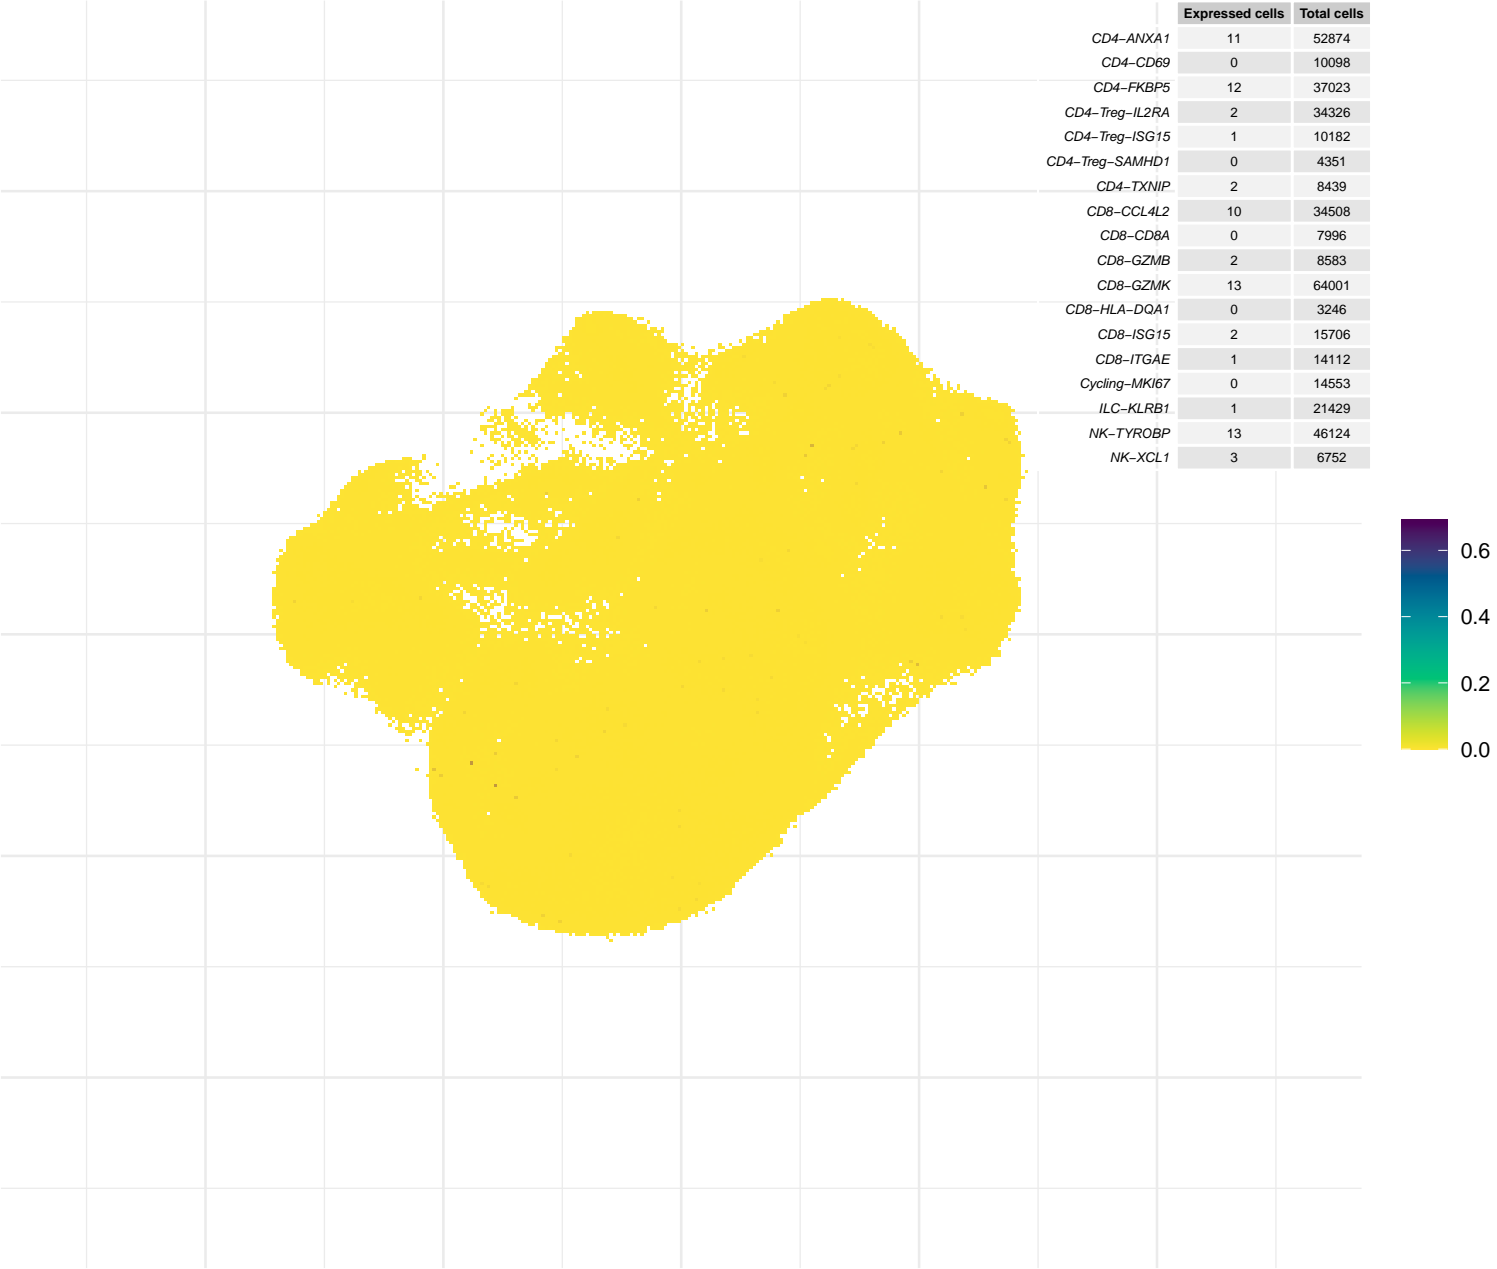 Expressed cells Total cells
CD4−ANXA1 11 52874
CD4−CD69 0 10098
CD4−FKBP5 12 37023
CD4−Treg−IL2RA 2 34326
CD4−Treg−ISG15 1 10182
CD4−Treg−SAMHD1 0 4351
CD4−TXNIP 2 8439
CD8−CCL4L2 10 34508
CD8−CD8A 0 7996
CD8−GZMB 2 8583
CD8−GZMK 13 64001
CD8−HLA−DQA1 0 3246
CD8−ISG15 2 15706
CD8−ITGAE 1 14112
Cycling−MKI67 0 14553
ILC−KLRB1 1 21429
NK−TYROBP 13 46124
NK−XCL1 3 6752
0.6
0.4
0.2
0.0